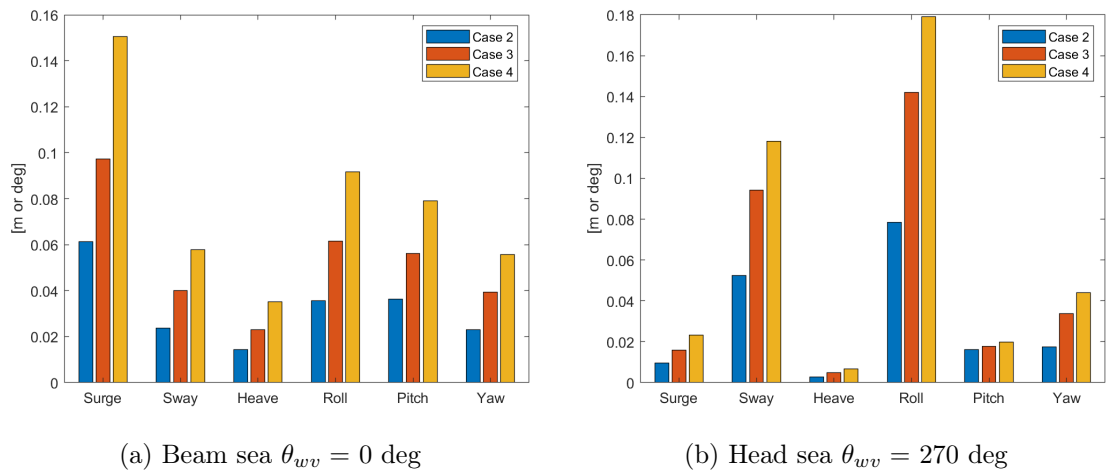 0.16
0.14
0.12
0.1
0.08
0.06
0.04
0.02
0
[m or deg]
Case 2
Case 3
Case 4
Surge Sway Heave Roll Pitch Yaw
(a) Beam sea θ_wv = 0 deg
0.18
0.16
0.14
0.12
0.1
0.08
0.06
0.04
0.02
0
[m or deg]
Case 2
Case 3
Case 4
Surge Sway Heave Roll Pitch Yaw
(b) Head sea θ_wv = 270 deg